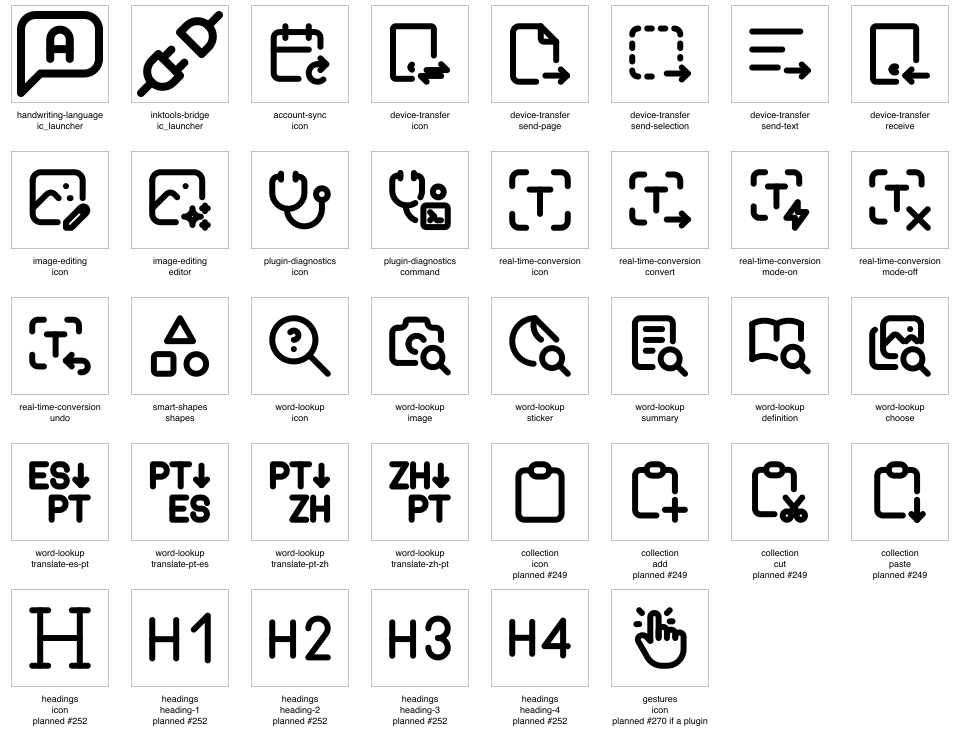 A
handwriting-language
ic_launcher
inktools-bridge
ic_launcher
account-sync
icon
device-transfer
icon
device-transfer
send-page
device-transfer
send-selection
device-transfer
send-text
device-transfer
receive
T
T
T
T
image-editing
icon
image-editing
editor
plugin-diagnostics
icon
plugin-diagnostics
command
real-time-conversion
icon
real-time-conversion
convert
real-time-conversion
mode-on
real-time-conversion
mode-off
T
?
real-time-conversion
undo
smart-shapes
shapes
word-lookup
icon
word-lookup
image
word-lookup
sticker
word-lookup
summary
word-lookup
definition
word-lookup
choose
ES↓
PT
PT↓
ES
PT↓
ZH
ZH↓
PT
word-lookup
translate-es-pt
word-lookup
translate-pt-es
word-lookup
translate-pt-zh
word-lookup
translate-zh-pt
collection
icon
planned #249
collection
add
planned #249
collection
cut
planned #249
collection
paste
planned #249
H
H1
H2
H3
H4
headings
icon
planned #252
headings
heading-1
planned #252
headings
heading-2
planned #252
headings
heading-3
planned #252
headings
heading-4
planned #252
gestures
icon
planned #270 if a plugin